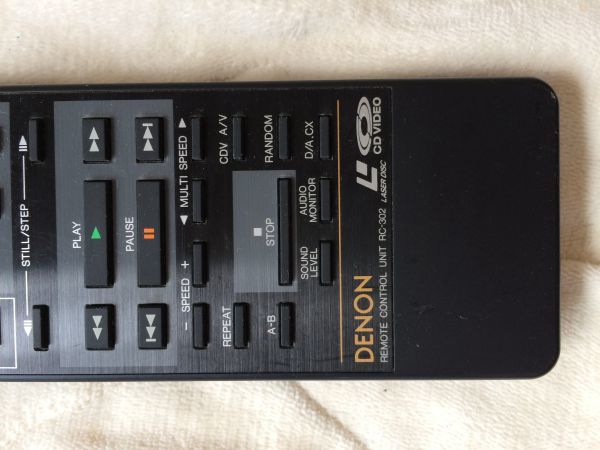 STILL/STEP
PLAY
PAUSE
◀ MULTI SPEED ▶
− SPEED +
CDV A/V
REPEAT
RANDOM
STOP
A-B
D/A.CX
AUDIO
MONITOR
SOUND
LEVEL
DENON
REMOTE CONTROL UNIT RC-302
LASER DISC
CD VIDEO